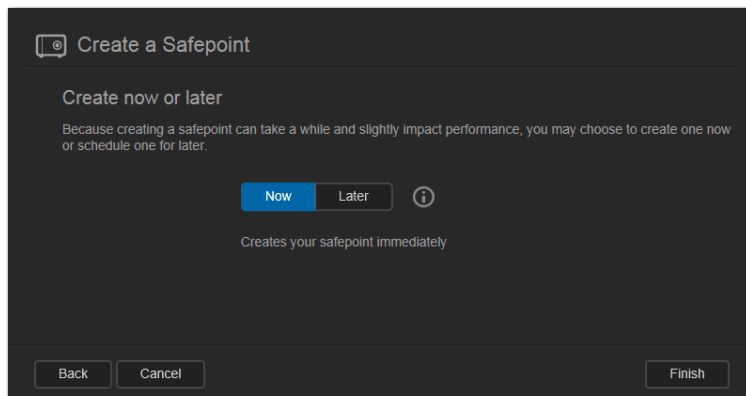 Create a Safepoint
Create now or later
Because creating a safepoint can take a while and slightly impact performance, you may choose to create one now
or schedule one for later.
Now Later
Creates your safepoint immediately
Back Cancel Finish